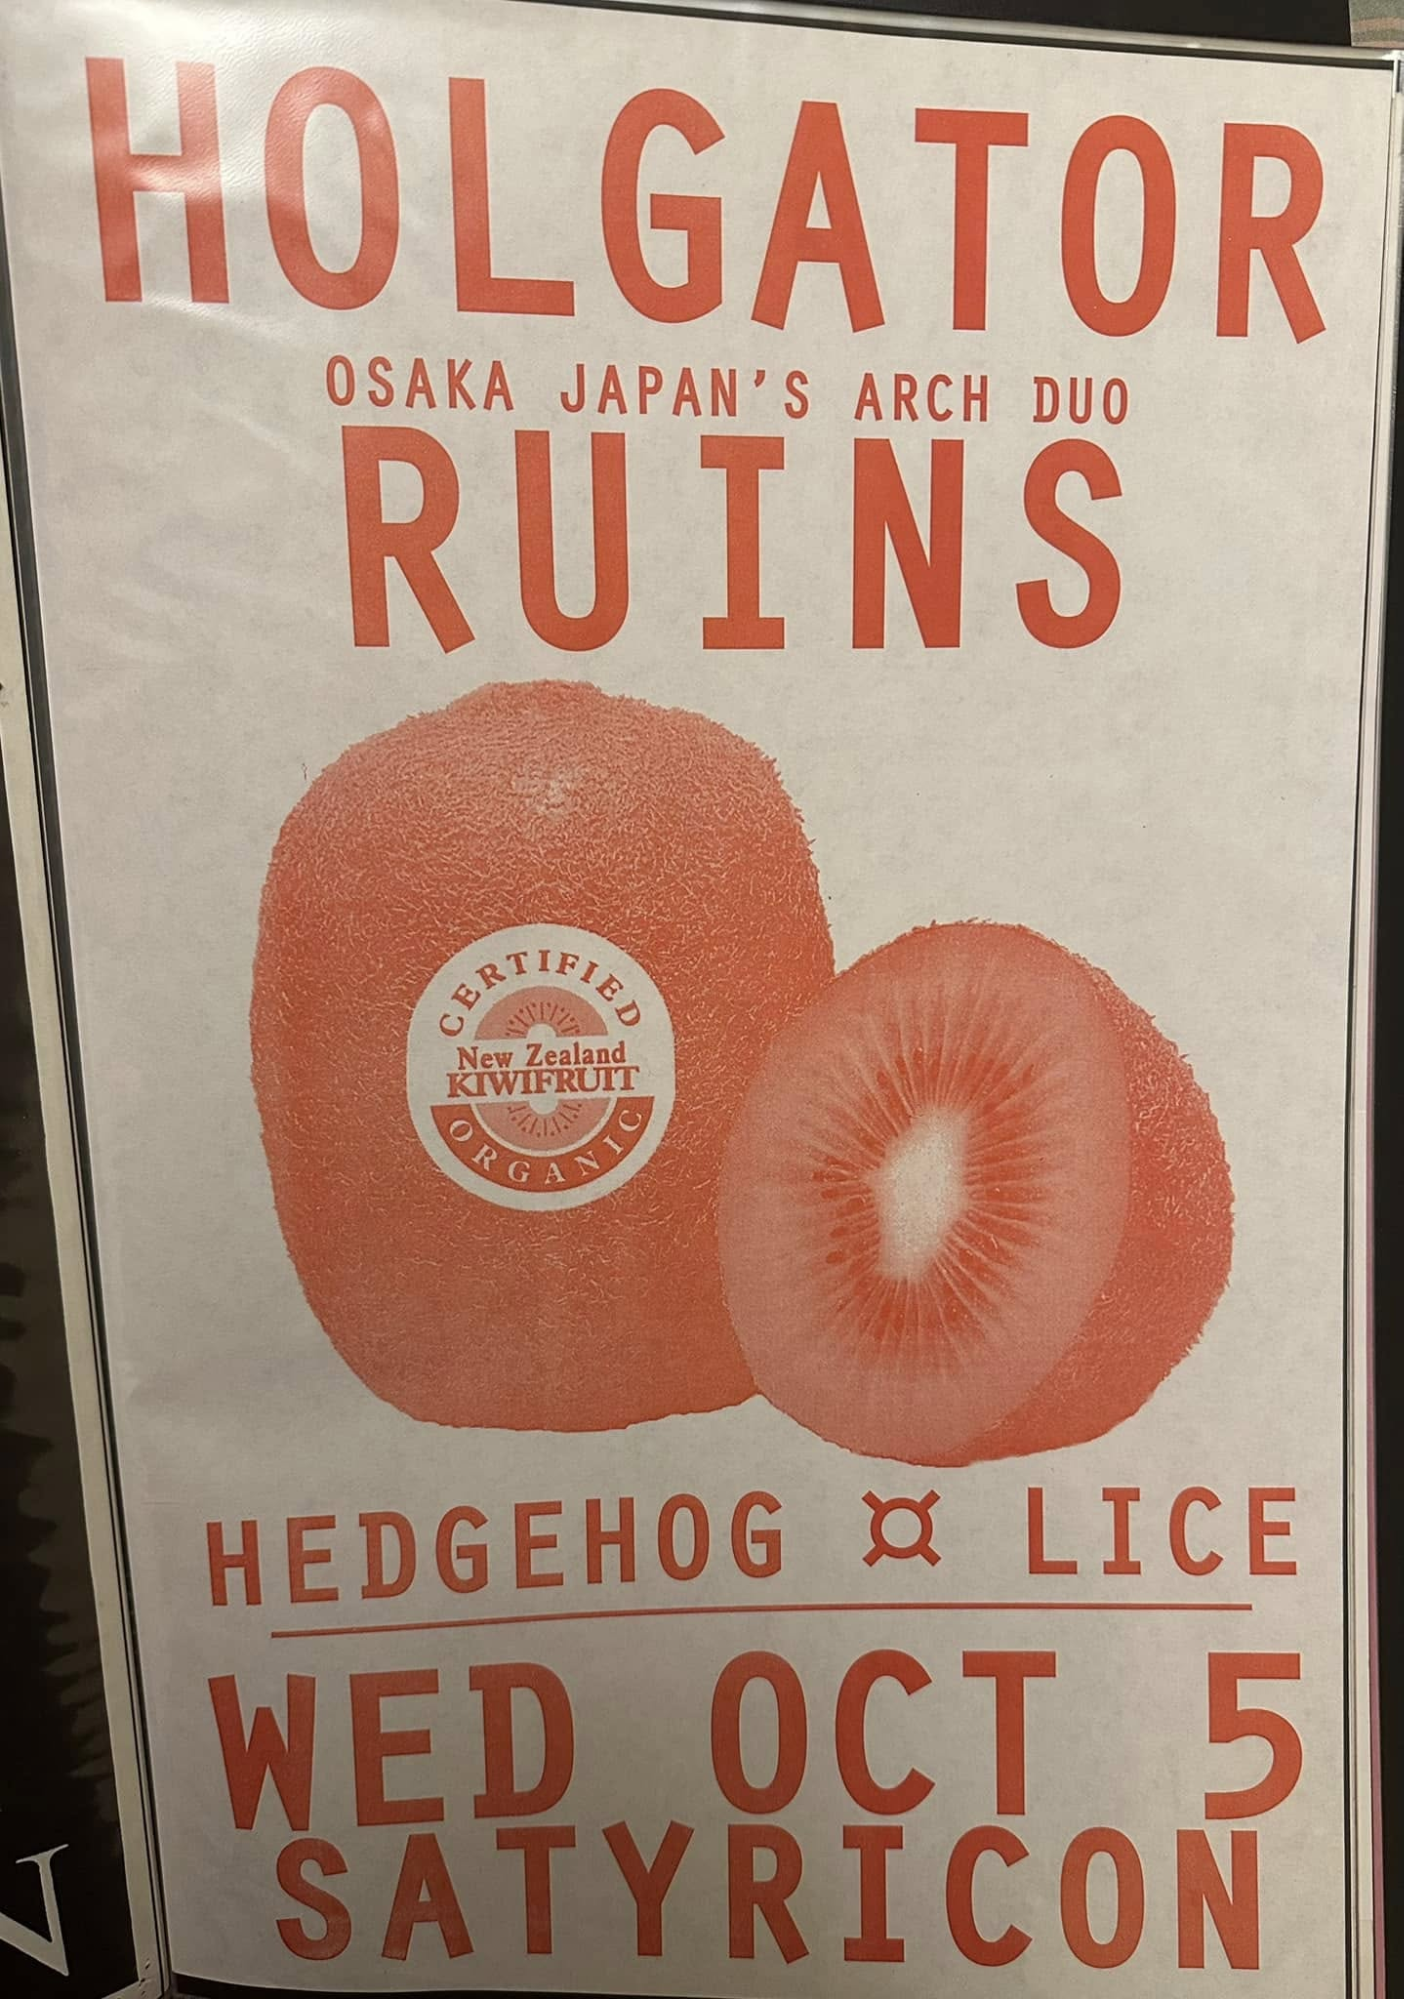 HOLGATOR
OSAKA JAPAN'S ARCH DUO
RUINS
CERTIFIED
New Zealand
KIWIFRUIT
ORGANIC
HEDGEHOG ¤ LICE
WED OCT 5
SATYRICON